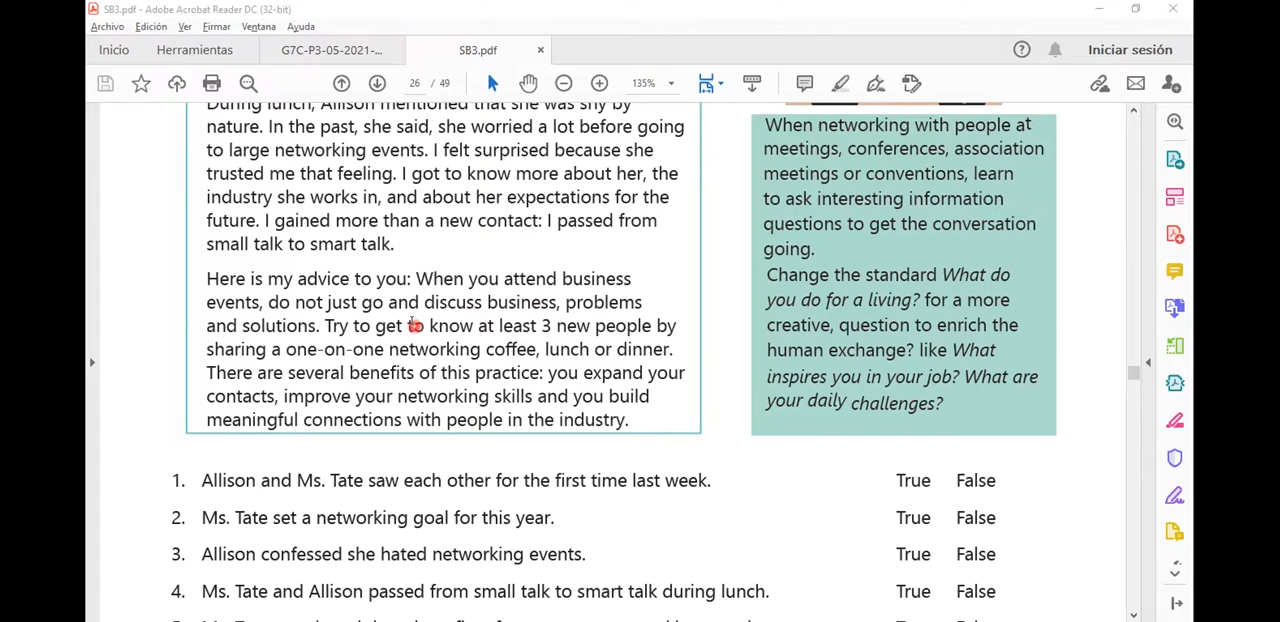 SB3.pdf - Adobe Acrobat Reader DC (32-bit)
Archivo Edición Ver Firmar Ventana Ayuda
Inicio Herramientas G7C-P3-05-2021-... SB3.pdf × Iniciar sesión
26 / 49 135%
During lunch, Allison mentioned that she was shy by
nature. In the past, she said, she worried a lot before going
to large networking events. I felt surprised because she
trusted me that feeling. I got to know more about her, the
industry she works in, and about her expectations for the
future. I gained more than a new contact: I passed from
small talk to smart talk.
Here is my advice to you: When you attend business
events, do not just go and discuss business, problems
and solutions. Try to get to know at least 3 new people by
sharing a one-on-one networking coffee, lunch or dinner.
There are several benefits of this practice: you expand your
contacts, improve your networking skills and you build
meaningful connections with people in the industry.
When networking with people at
meetings, conferences, association
meetings or conventions, learn
to ask interesting information
questions to get the conversation
going.
Change the standard What do
you do for a living? for a more
creative, question to enrich the
human exchange? like What
inspires you in your job? What are
your daily challenges?
1. Allison and Ms. Tate saw each other for the first time last week. True False
2. Ms. Tate set a networking goal for this year. True False
3. Allison confessed she hated networking events. True False
4. Ms. Tate and Allison passed from small talk to smart talk during lunch. True False